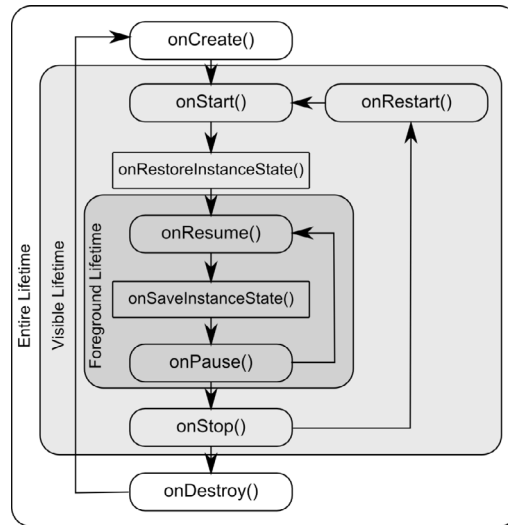 onCreate()
onStart()
onRestart()
onRestoreInstanceState()
onResume()
onSaveInstanceState()
onPause()
onStop()
onDestroy()
Entire Lifetime
Visible Lifetime
Foreground Lifetime